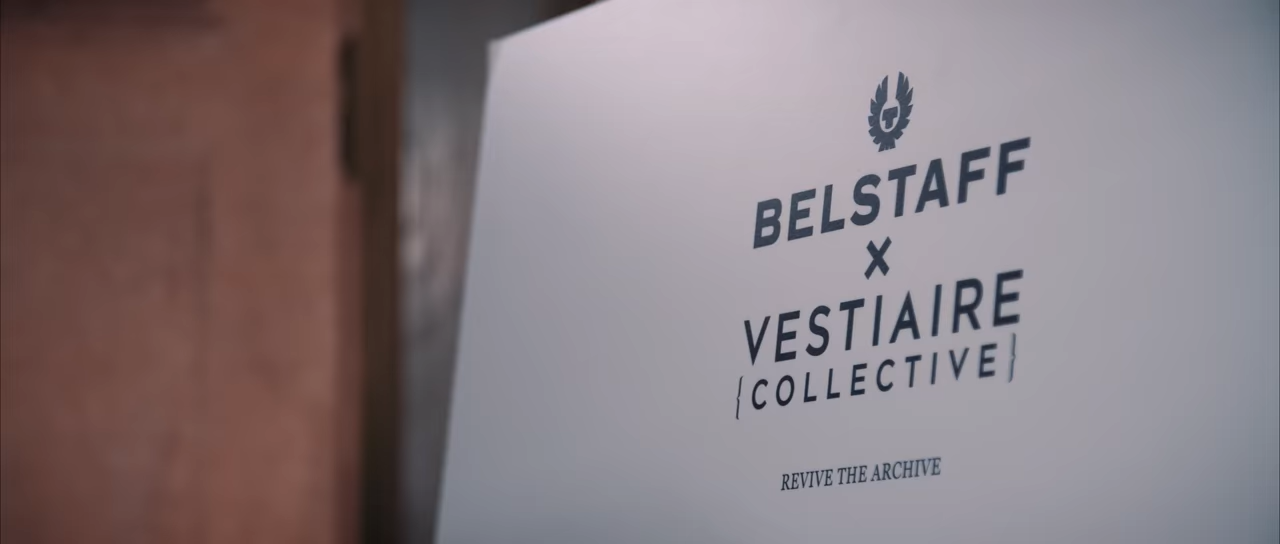 BELSTAFF
X
VESTIAIRE
{COLLECTIVE}
REVIVE THE ARCHIVE